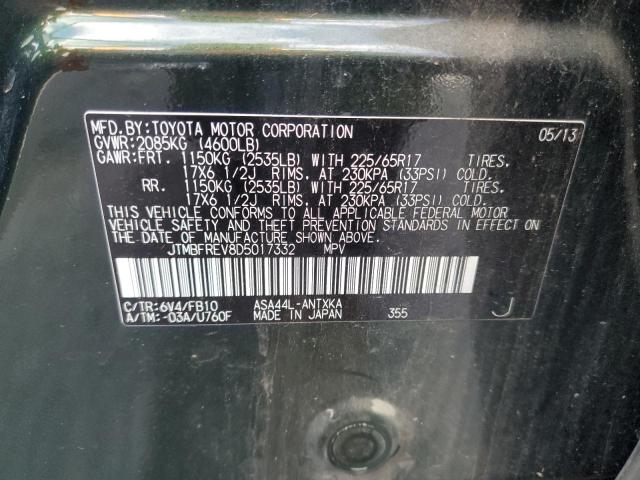 MFD.BY:TOYOTA MOTOR CORPORATION 05/13
GVWR:2085KG (4600LB)
GAWR:FRT. 1150KG (2535LB) WITH 225/65R17 TIRES.
17X6 1/2J RIMS. AT 230KPA (33PSI) COLD.
RR. 1150KG (2535LB) WITH 225/65R17 TIRES.
17X6 1/2J RIMS. AT 230KPA (33PSI) COLD.
THIS VEHICLE CONFORMS TO ALL APPLICABLE FEDERAL MOTOR
VEHICLE SAFETY AND BUMPER STANDARDS IN EFFECT ON
THE DATE OF MANUFACTURE SHOWN ABOVE.
JTMBFREV8D5017332 MPV
C/TR:6V4/FB10 ASA44L-ANTXKA
A/TM:-03A/U760F MADE IN JAPAN 355 J